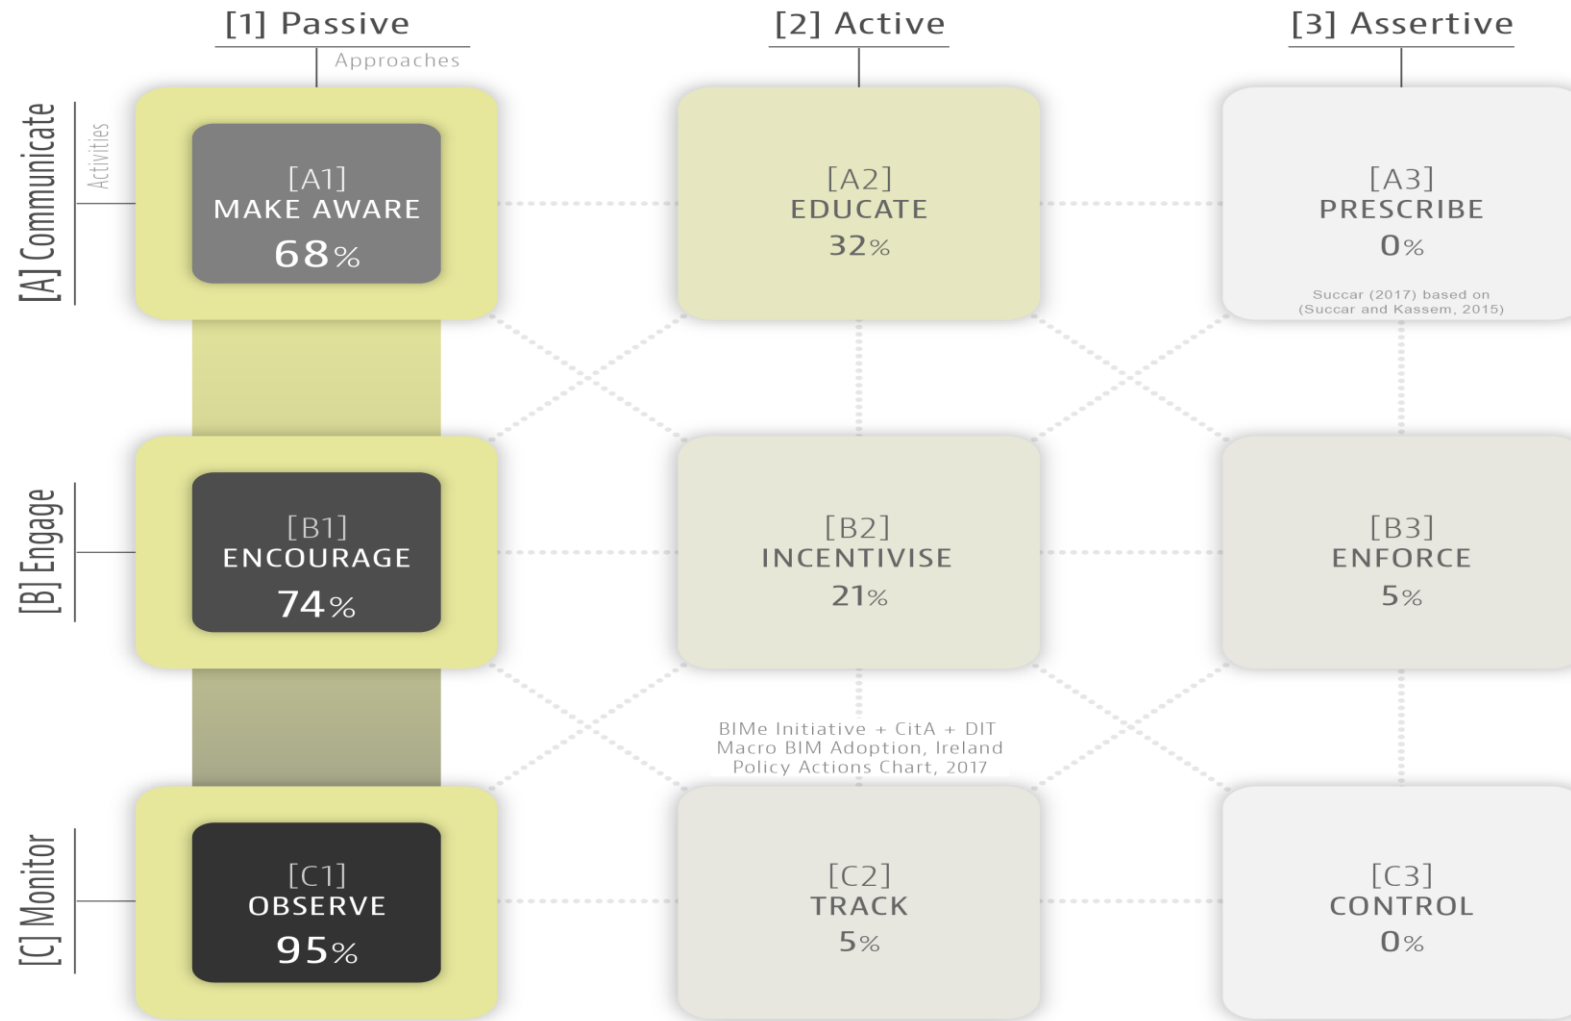 [1] Passive
[2] Active
[3] Assertive
Approaches
[A] Communicate
Activities
[A1]
MAKE AWARE
68%
[A2]
EDUCATE
32%
[A3]
PRESCRIBE
0%
Succar (2017) based on
(Succar and Kassem, 2015)
[B] Engage
[B1]
ENCOURAGE
74%
[B2]
INCENTIVISE
21%
[B3]
ENFORCE
5%
BIMe Initiative + CitA + DIT
Macro BIM Adoption, Ireland
Policy Actions Chart, 2017
[C] Monitor
[C1]
OBSERVE
95%
[C2]
TRACK
5%
[C3]
CONTROL
0%